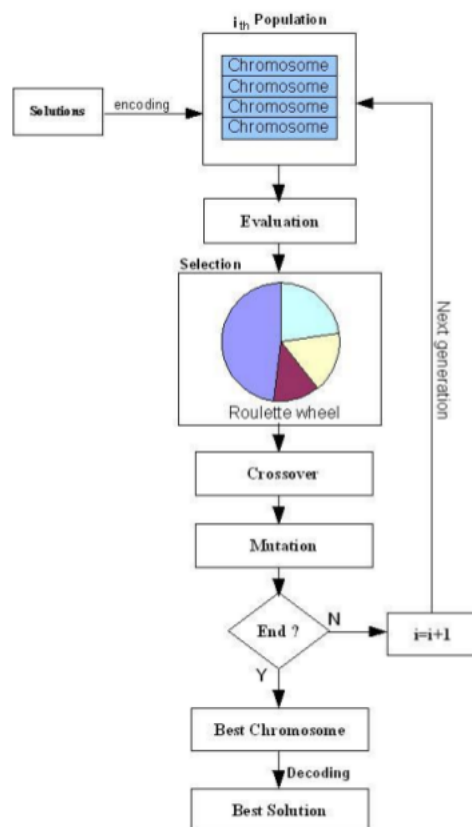 i th Population
Chromosome
Chromosome
Chromosome
Chromosome
Solutions
encoding
Evaluation
Selection
Roulette wheel
Next generation
Crossover
Mutation
End ?
N
i=i+1
Y
Best Chromosome
Decoding
Best Solution